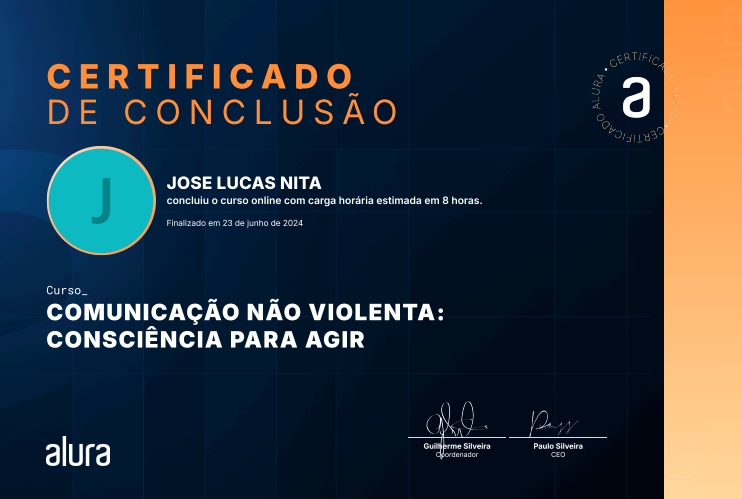 CERTIFICADO
DE CONCLUSÃO
CERTIFICADO ALURA • CERTIFICADO ALURA •
a
J
JOSE LUCAS NITA
concluiu o curso online com carga horária estimada em 8 horas.
Finalizado em 23 de junho de 2024
Curso_
COMUNICAÇÃO NÃO VIOLENTA:
CONSCIÊNCIA PARA AGIR
alura
Guilherme Silveira
Coordenador
Paulo Silveira
CEO